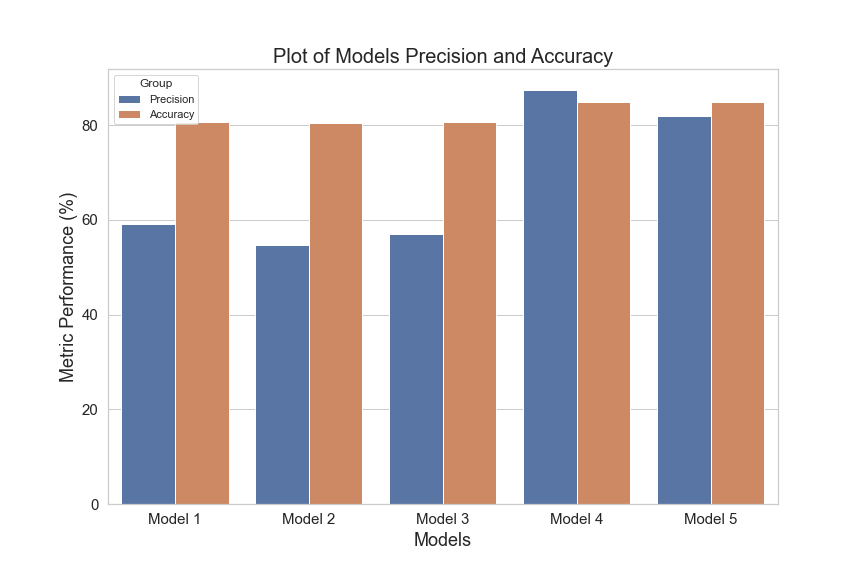 Plot of Models Precision and Accuracy
Group
Precision
Accuracy
Metric Performance (%)
80
60
40
20
0
Model 1 Model 2 Model 3 Model 4 Model 5
Models